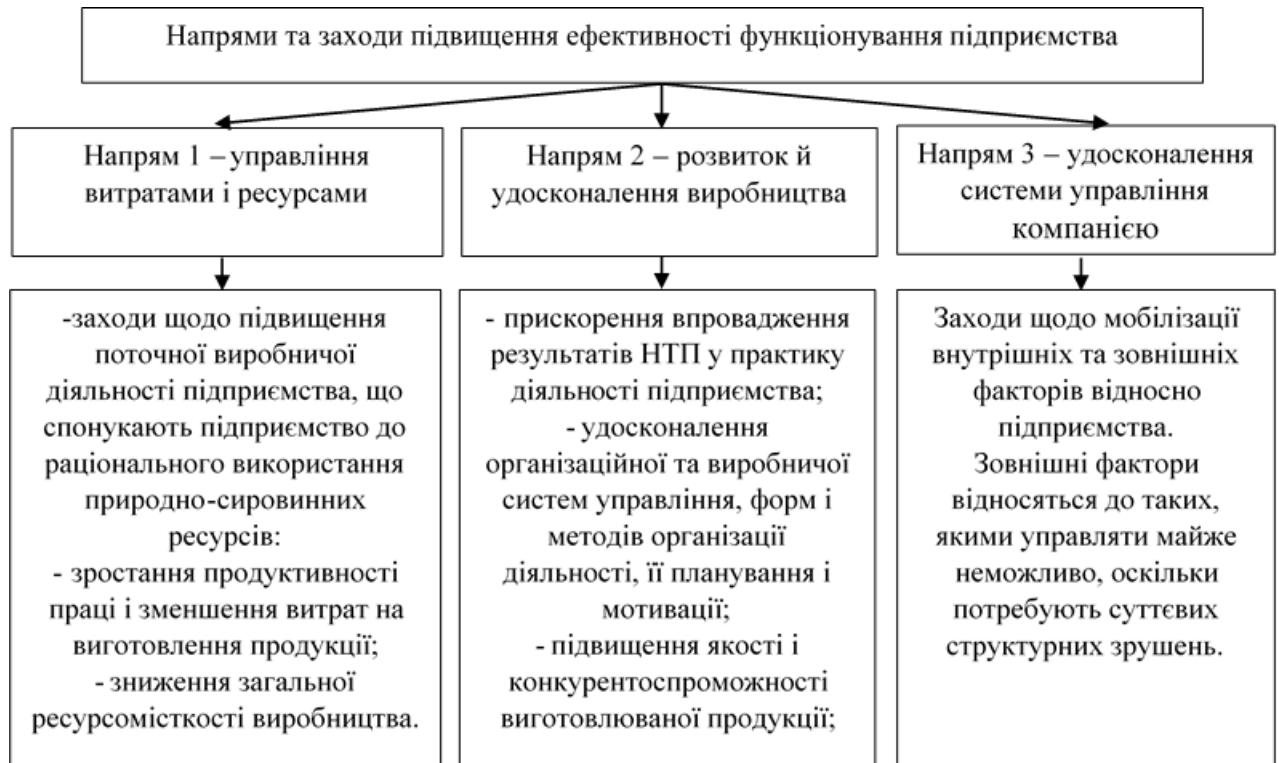 Напрями та заходи підвищення ефективності функціонування підприємства
Напрям 1 – управління
витратами і ресурсами
Напрям 2 – розвиток й
удосконалення виробництва
Напрям 3 – удосконалення
системи управління
компанією
-заходи щодо підвищення
поточної виробничої
діяльності підприємства, що
спонукають підприємство до
раціонального використання
природно-сировинних
ресурсів:
- зростання продуктивності
праці і зменшення витрат на
виготовлення продукції;
- зниження загальної
ресурсомісткості виробництва.
- прискорення впровадження
результатів НТП у практику
діяльності підприємства;
- удосконалення
організаційної та виробничої
систем управління, форм і
методів організації
діяльності, її планування і
мотивації;
- підвищення якості і
конкурентоспроможності
виготовлюваної продукції;
Заходи щодо мобілізації
внутрішніх та зовнішніх
факторів відносно
підприємства.
Зовнішні фактори
відносяться до таких,
якими управляти майже
неможливо, оскільки
потребують суттєвих
структурних зрушень.